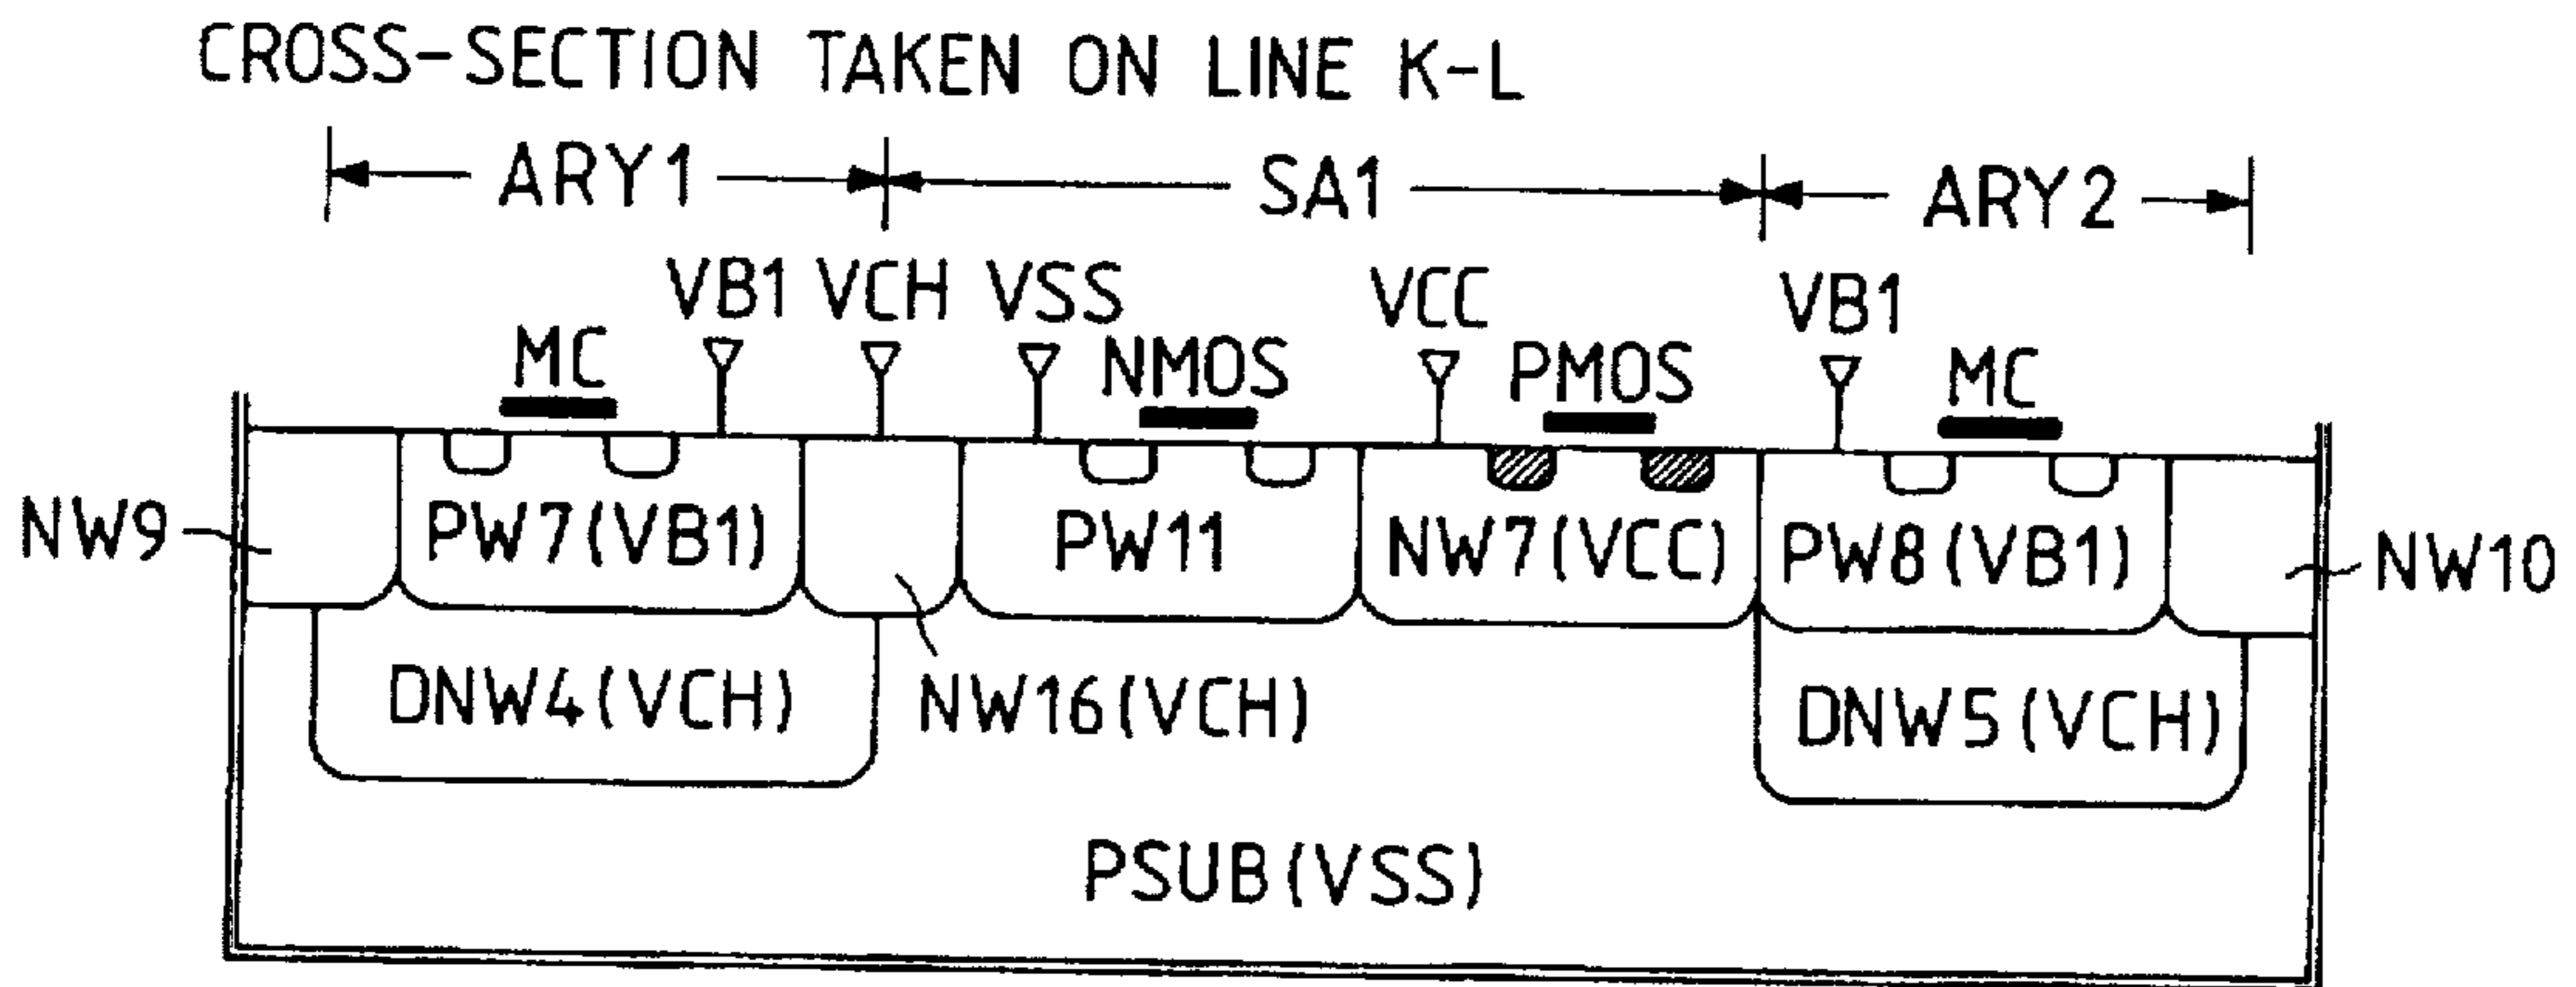 CROSS-SECTION TAKEN ON LINE K-L
ARY1 SA1 ARY2
VB1 VCH VSS VCC VB1
MC NMOS PMOS MC
NW9 PW7(VB1) PW11 NW7(VCC) PW8(VB1) NW10
DNW4(VCH) NW16(VCH) DNW5(VCH)
PSUB(VSS)